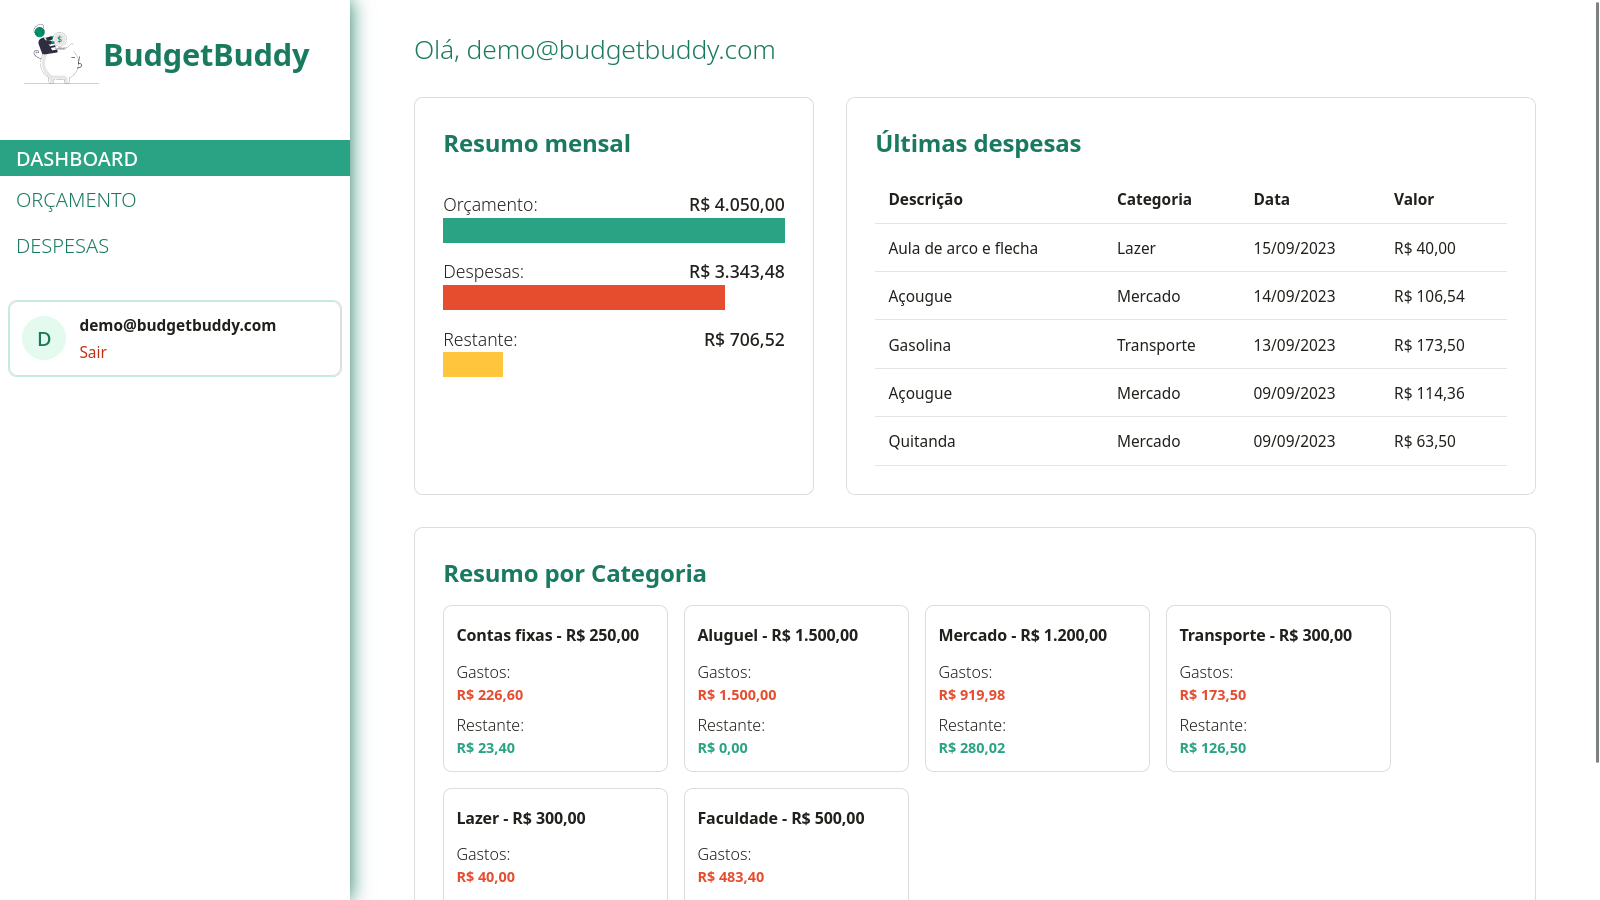 BudgetBuddy
DASHBOARD
ORÇAMENTO
DESPESAS
D
demo@budgetbuddy.com
Sair
Olá, demo@budgetbuddy.com
Resumo mensal
Orçamento: R$ 4.050,00
Despesas: R$ 3.343,48
Restante: R$ 706,52
Últimas despesas
Descrição Categoria Data Valor
Aula de arco e flecha Lazer 15/09/2023 R$ 40,00
Açougue Mercado 14/09/2023 R$ 106,54
Gasolina Transporte 13/09/2023 R$ 173,50
Açougue Mercado 09/09/2023 R$ 114,36
Quitanda Mercado 09/09/2023 R$ 63,50
Resumo por Categoria
Contas fixas - R$ 250,00
Gastos:
R$ 226,60
Restante:
R$ 23,40
Aluguel - R$ 1.500,00
Gastos:
R$ 1.500,00
Restante:
R$ 0,00
Mercado - R$ 1.200,00
Gastos:
R$ 919,98
Restante:
R$ 280,02
Transporte - R$ 300,00
Gastos:
R$ 173,50
Restante:
R$ 126,50
Lazer - R$ 300,00
Gastos:
R$ 40,00
Faculdade - R$ 500,00
Gastos:
R$ 483,40